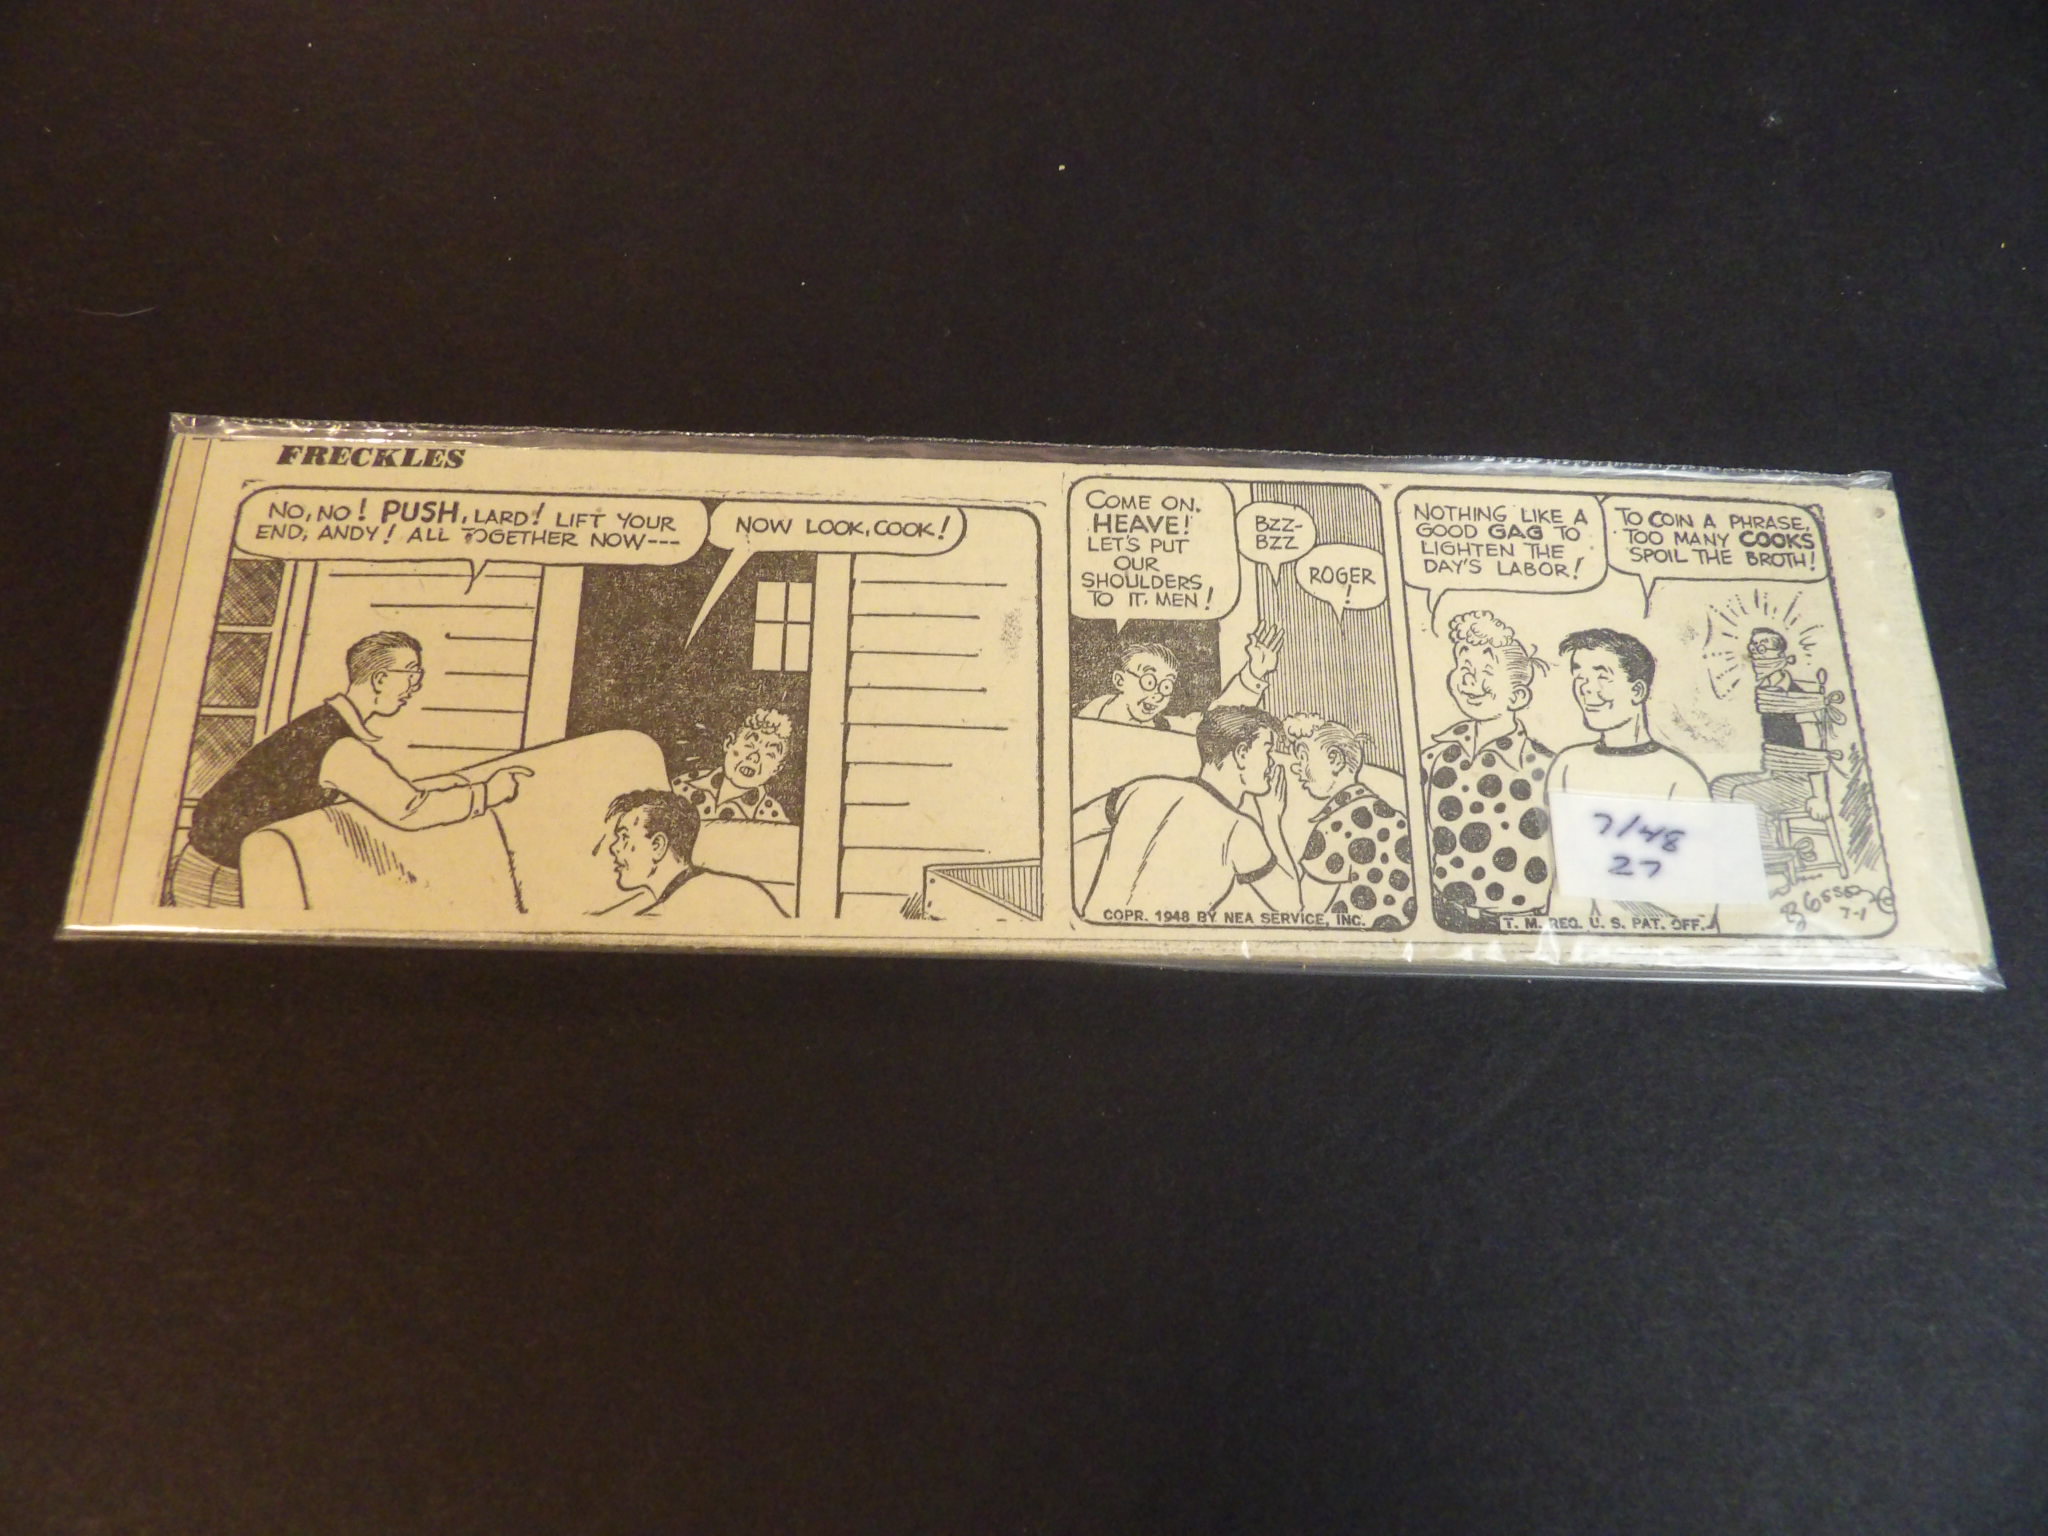 FRECKLES
NO, NO! PUSH, LARD! LIFT YOUR
END, ANDY! ALL TOGETHER NOW---
NOW LOOK, COOK!
COME ON,
HEAVE!
LET'S PUT
OUR
SHOULDERS
TO IT, MEN!
BZZ-
BZZ
ROGER
!
COPR. 1948 BY NEA SERVICE, INC.
NOTHING LIKE A
GOOD GAG TO
LIGHTEN THE
DAY'S LABOR!
TO COIN A PHRASE,
TOO MANY COOKS
SPOIL THE BROTH!
7/48
27
7-1
T. M. REG. U. S. PAT. OFF.